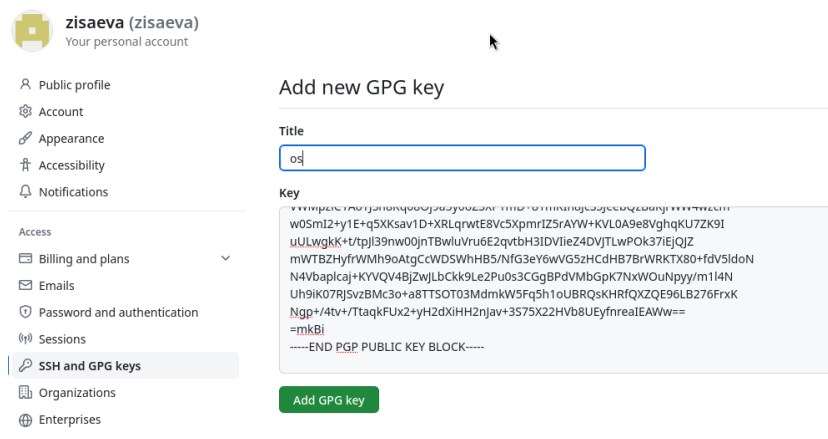 zisaeva (zisaeva)
Your personal account
Public profile
Account
Appearance
Accessibility
Notifications
Access
Billing and plans
Emails
Password and authentication
Sessions
SSH and GPG keys
Organizations
Enterprises
Add new GPG key
Title
os
Key
w0SmI2+y1E+q5XKsav1D+XRLqrwtE8Vc5XpmrIZ5rAYW+KVL0A9e8VghqKU7ZK9I
uULwgkK+t/tpJl39nw00jnTBwluVru6E2qvtbH3IDVIieZ4DVJTLwPOk37iEjQJZ
mWTBZHyfrWMh9oAtgCcWDSWhHB5/NfG3eY6wVG5zHCdHB7BrWRKTX80+fdV5ldoN
N4Vbaplcaj+KYVQV4BjZwJLbCkk9Le2Pu0s3CGgBPdVMbGpK7NxWOuNpyy/m1l4N
Uh9iK07RJSvzBMc3o+a8TTSOT03MdmkW5Fq5h1oUBRQsKHRfQXZQE96LB276FrxK
Ngp+/4tv+/TtaqkFUx2+yH2dXiHH2nJav+3S75X22HVb8UEyfnreaIEAWw==
=mkBi
-----END PGP PUBLIC KEY BLOCK-----
Add GPG key